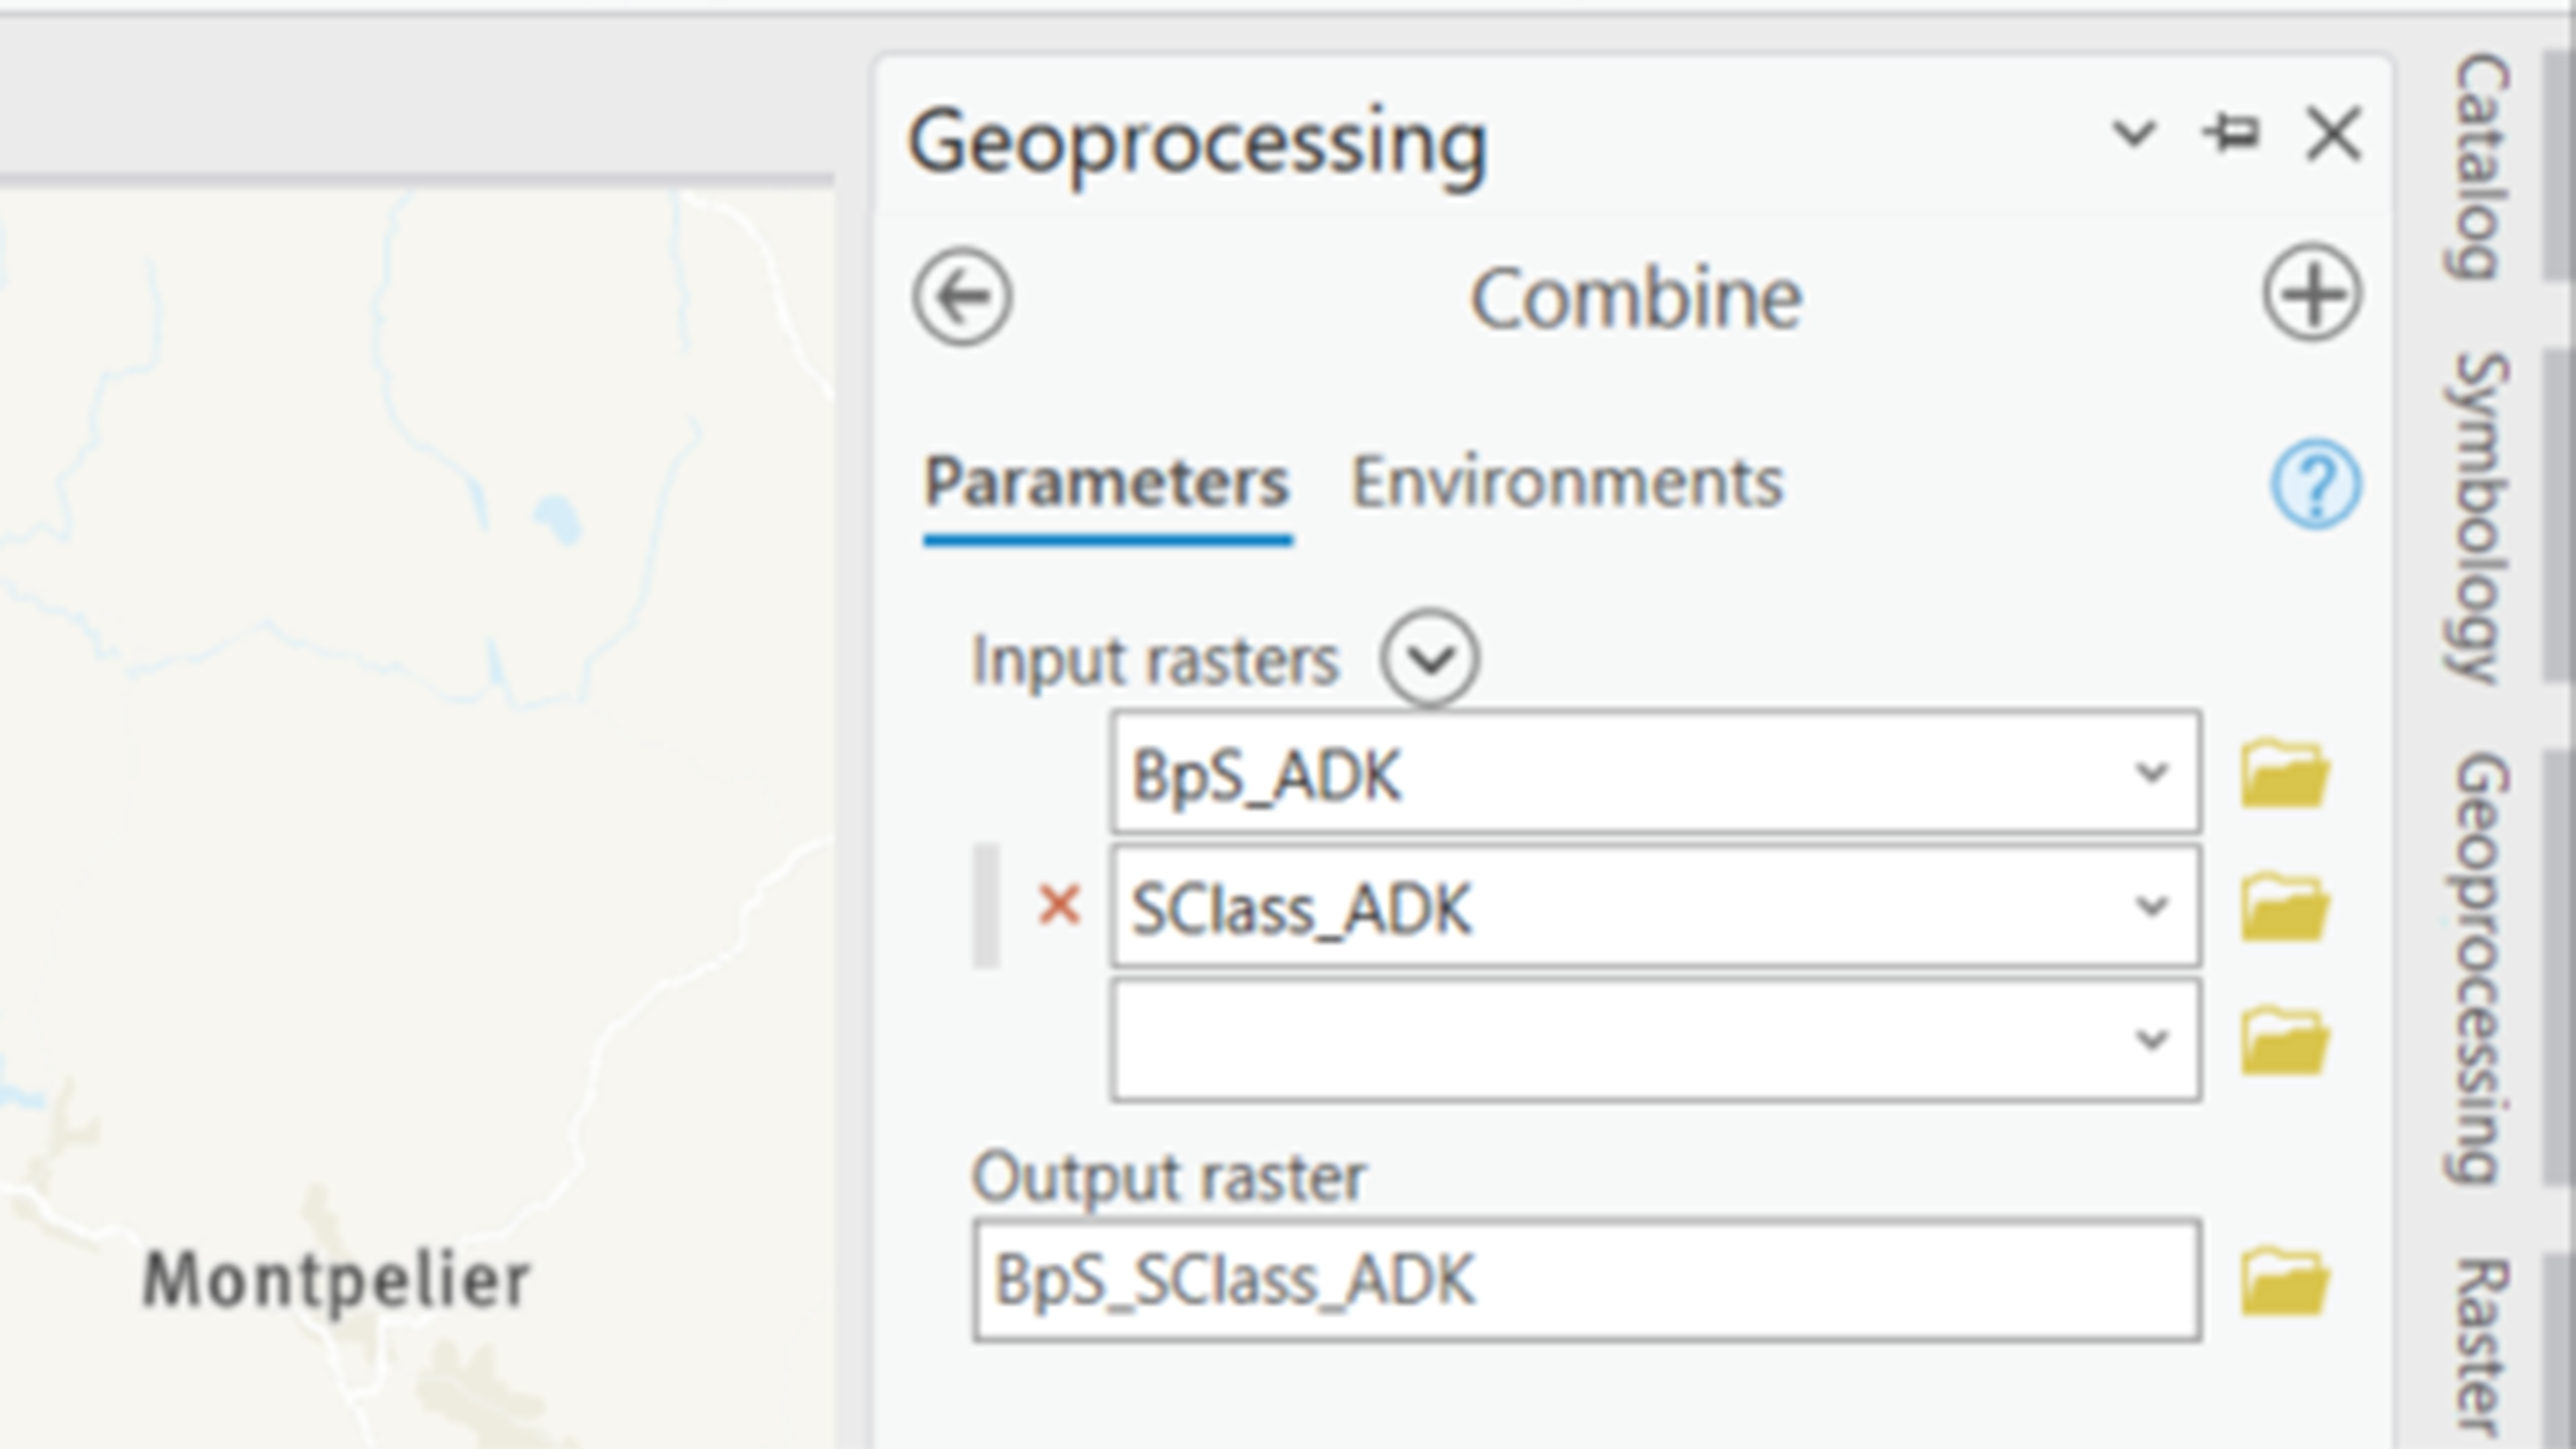 Geoprocessing
Combine
Parameters Environments
Input rasters
BpS_ADK
SClass_ADK
Output raster
BpS_SClass_ADK
Montpelier
Catalog
Symbology
Geoprocessing
Raster